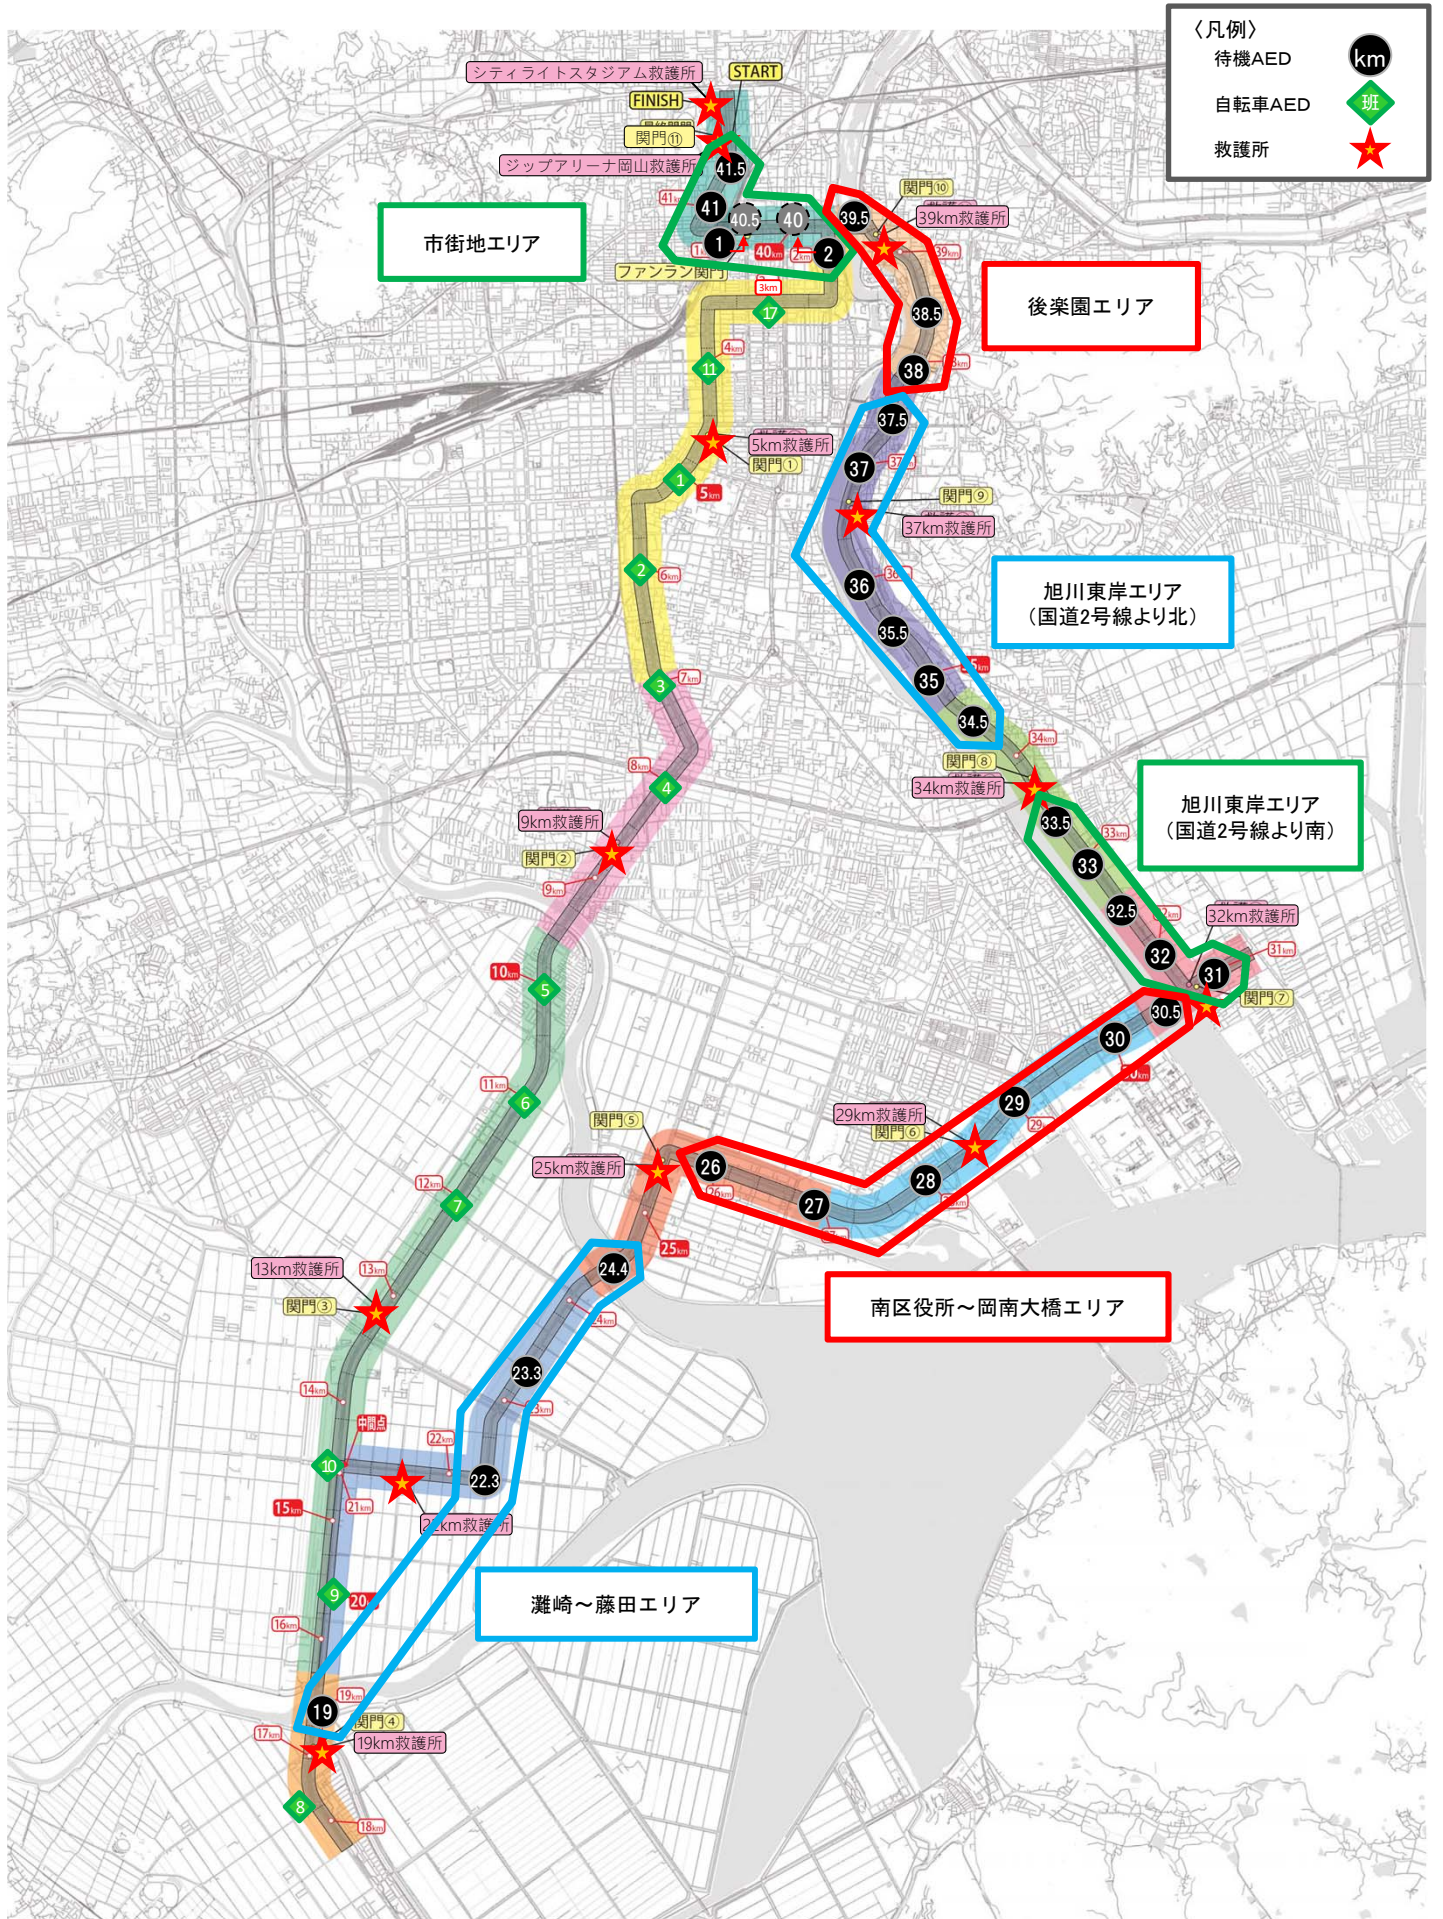 〈凡例〉
待機AED
km
自転車AED
班
救護所
シティライトスタジアム救護所
START
FINISH
関門⑪
ジップアリーナ岡山救護所
41.5
41km
41
40.5
40
1
40km
2km
2
ファンラン関門
市街地エリア
39.5
関門⑩
39km救護所
39km
38.5
38
後楽園エリア
3km
17
4km
11
5km救護所
関門①
1
5km
2
6km
3
7km
37.5
37
関門⑨
37km救護所
36
35.5
35
34.5
旭川東岸エリア
（国道2号線より北）
34km
関門⑧
34km救護所
8km
4
9km救護所
関門②
9km
33.5
33km
33
32.5
32
32km救護所
31km
31
関門⑦
旭川東岸エリア
（国道2号線より南）
10km
5
11km
6
30.5
30
29
29km救護所
関門⑥
28
27
26
26km
関門⑤
25km救護所
25km
南区役所～岡南大橋エリア
12km
7
13km救護所
13km
関門③
24.4
23.3
14km
中間点
22km
10
22.3
15km
21km
9
16km
灘崎～藤田エリア
19
19km
関門④
17km
19km救護所
8
18km